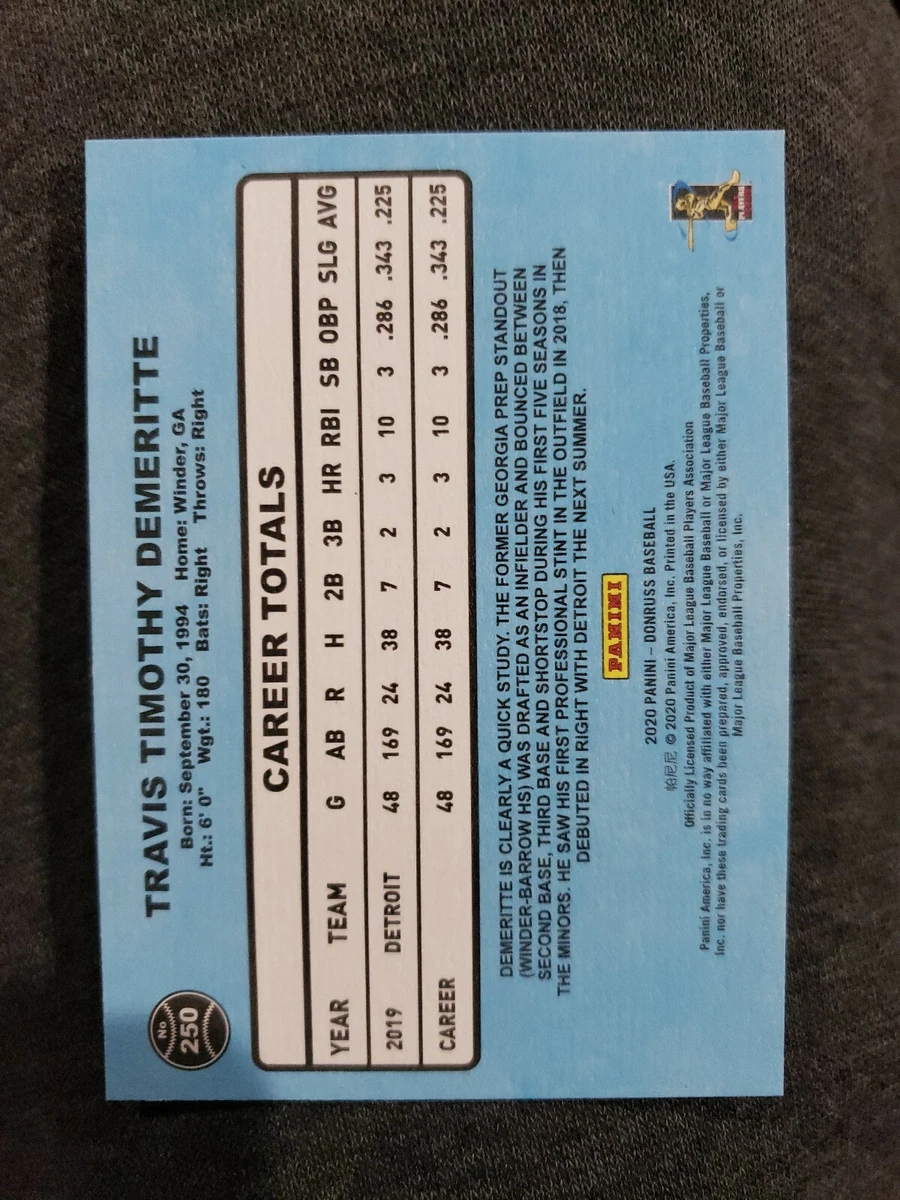 No
250
TRAVIS TIMOTHY DEMERITTE
Born: September 30, 1994 Home: Winder, GA
Ht.: 6' 0" Wgt.: 180 Bats: Right Throws: Right
CAREER TOTALS
YEAR TEAM G AB R H 2B 3B HR RBI SB OBP SLG AVG
2019 DETROIT 48 169 24 38 7 2 3 10 3 .286 .343 .225
CAREER 48 169 24 38 7 2 3 10 3 .286 .343 .225
DEMERITTE IS CLEARLY A QUICK STUDY. THE FORMER GEORGIA PREP STANDOUT
(WINDER-BARROW HS) WAS DRAFTED AS AN INFIELDER AND BOUNCED BETWEEN
SECOND BASE, THIRD BASE AND SHORTSTOP DURING HIS FIRST FIVE SEASONS IN
THE MINORS. HE SAW HIS FIRST PROFESSIONAL STINT IN THE OUTFIELD IN 2018, THEN
DEBUTED IN RIGHT WITH DETROIT THE NEXT SUMMER.
PANINI
2020 PANINI – DONRUSS BASEBALL
帕尼尼 © 2020 Panini America, Inc. Printed in the USA.
Officially Licensed Product of Major League Baseball Players Association
Panini America, Inc. is in no way affiliated with either Major League Baseball or Major League Baseball Properties,
Inc. nor have these trading cards been prepared, approved, endorsed, or licensed by either Major League Baseball or
Major League Baseball Properties, Inc.
PLAYERS